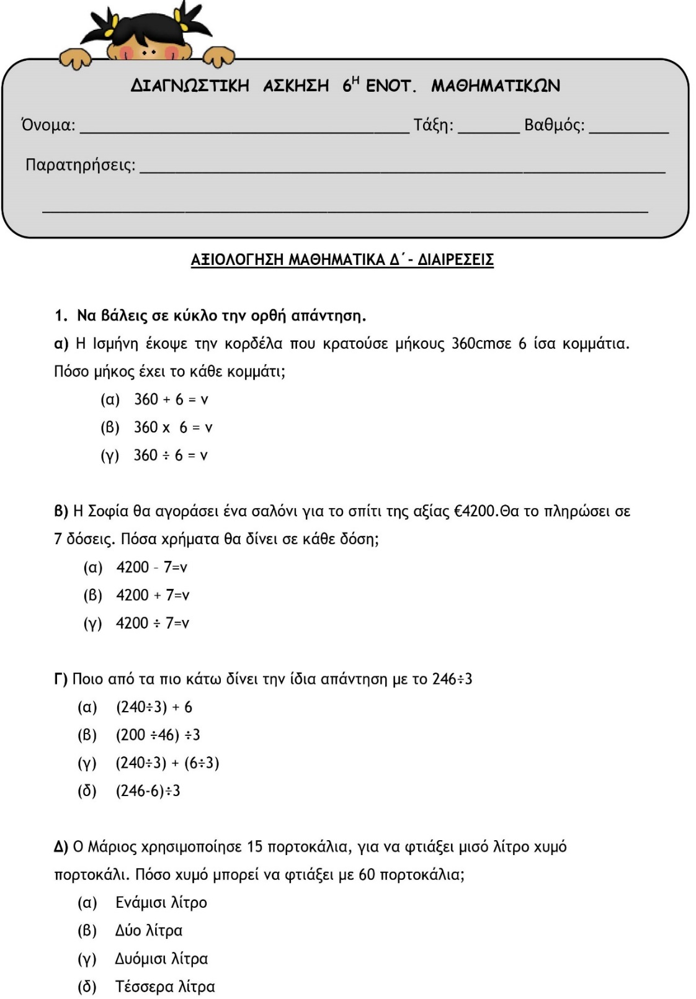 ΔΙΑΓΝΩΣΤΙΚΗ ΑΣΚΗΣΗ 6Η ΕΝΟΤ. ΜΑΘΗΜΑΤΙΚΩΝ
Όνομα: ______________________ Τάξη: _______ Βαθμός: _________
Παρατηρήσεις: ______________________
______________________
ΑΞΙΟΛΟΓΗΣΗ ΜΑΘΗΜΑΤΙΚΑ Δ΄- ΔΙΑΙΡΕΣΕΙΣ
1. Να βάλεις σε κύκλο την ορθή απάντηση.
α) Η Ισμήνη έκοψε την κορδέλα που κρατούσε μήκους 360cmσε 6 ίσα κομμάτια.
Πόσο μήκος έχει το κάθε κομμάτι;
(α) 360 + 6 = ν
(β) 360 x 6 = ν
(γ) 360 ÷ 6 = ν
β) Η Σοφία θα αγοράσει ένα σαλόνι για το σπίτι της αξίας €4200.Θα το πληρώσει σε
7 δόσεις. Πόσα χρήματα θα δίνει σε κάθε δόση;
(α) 4200 - 7=ν
(β) 4200 + 7=ν
(γ) 4200 ÷ 7=ν
Γ) Ποιο από τα πιο κάτω δίνει την ίδια απάντηση με το 246÷3
(α) (240÷3) + 6
(β) (200 ÷46) ÷3
(γ) (240÷3) + (6÷3)
(δ) (246-6)÷3
Δ) Ο Μάριος χρησιμοποίησε 15 πορτοκάλια, για να φτιάξει μισό λίτρο χυμό
πορτοκάλι. Πόσο χυμό μπορεί να φτιάξει με 60 πορτοκάλια;
(α) Ενάμισι λίτρο
(β) Δύο λίτρα
(γ) Δυόμισι λίτρα
(δ) Τέσσερα λίτρα